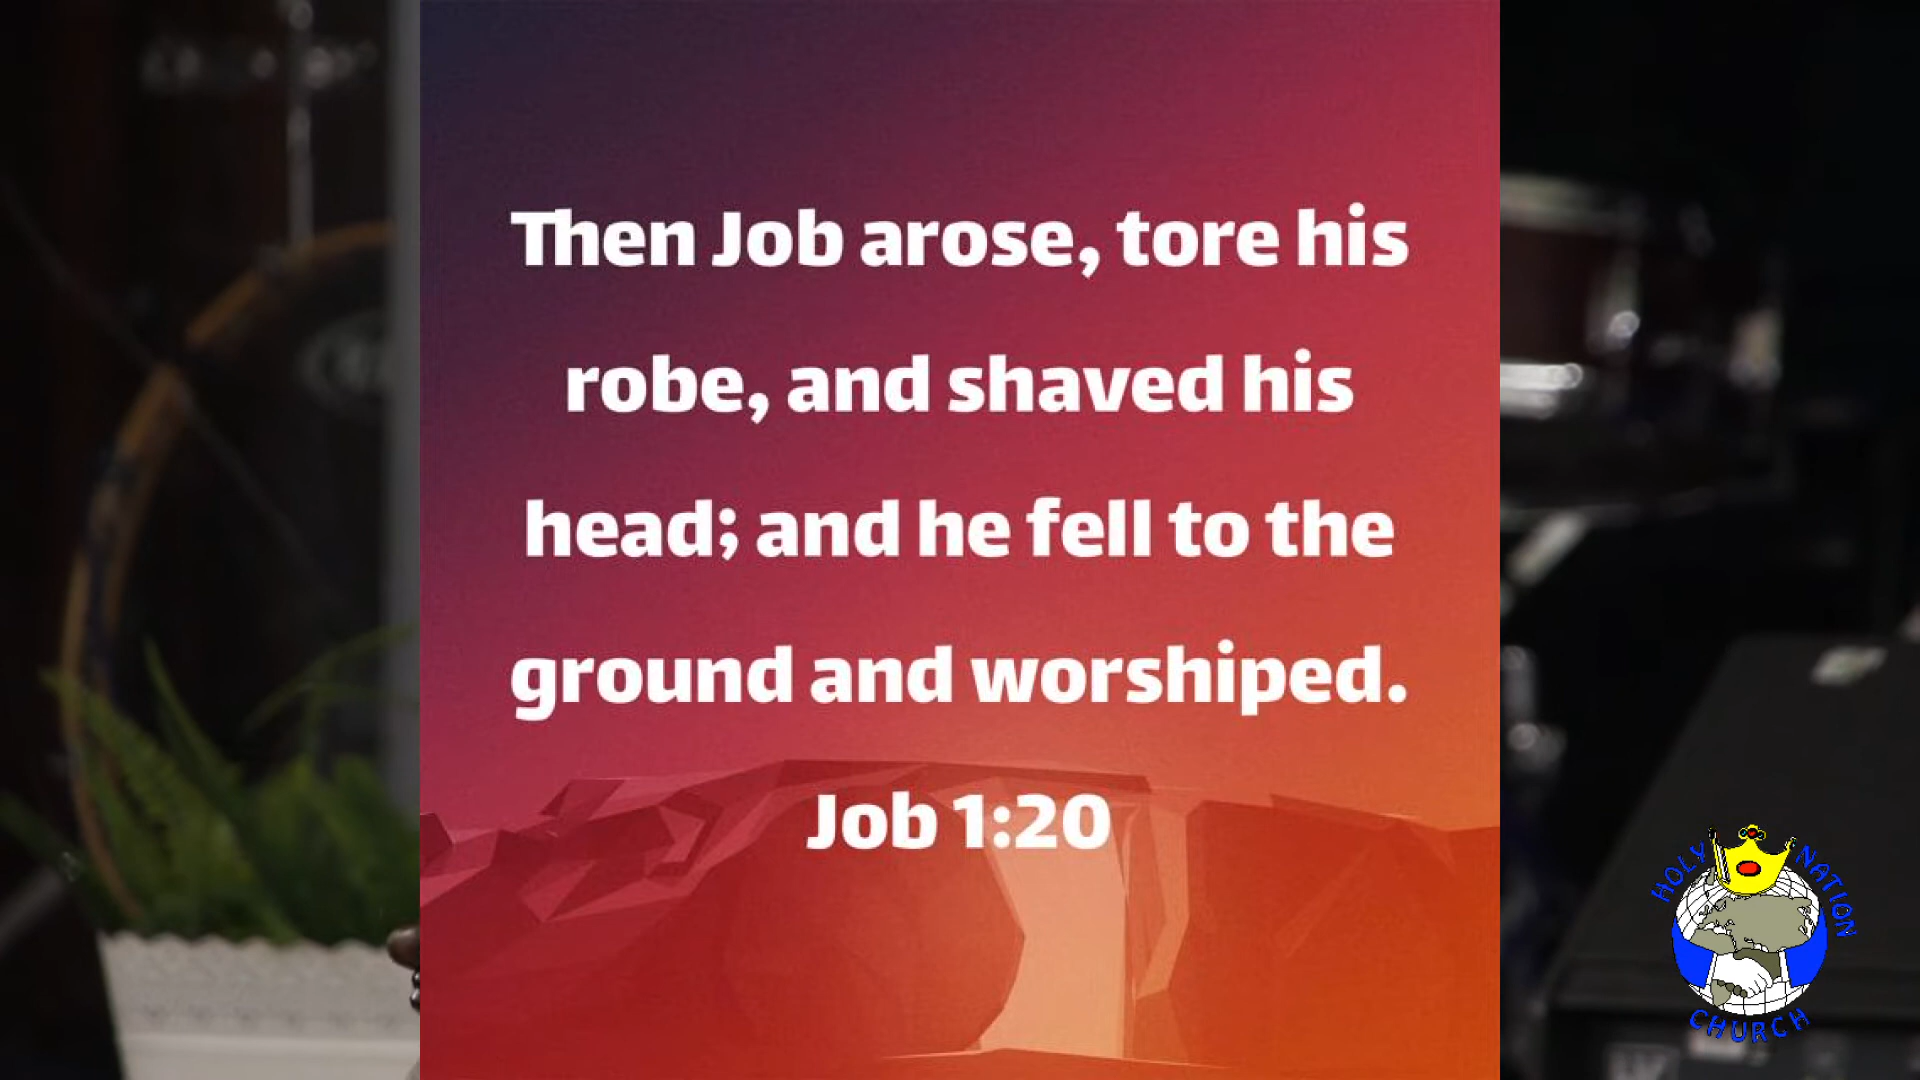 Then Job arose, tore his
robe, and shaved his
head; and he fell to the
ground and worshiped.
Job 1:20
HOLY NATION
CHURCH